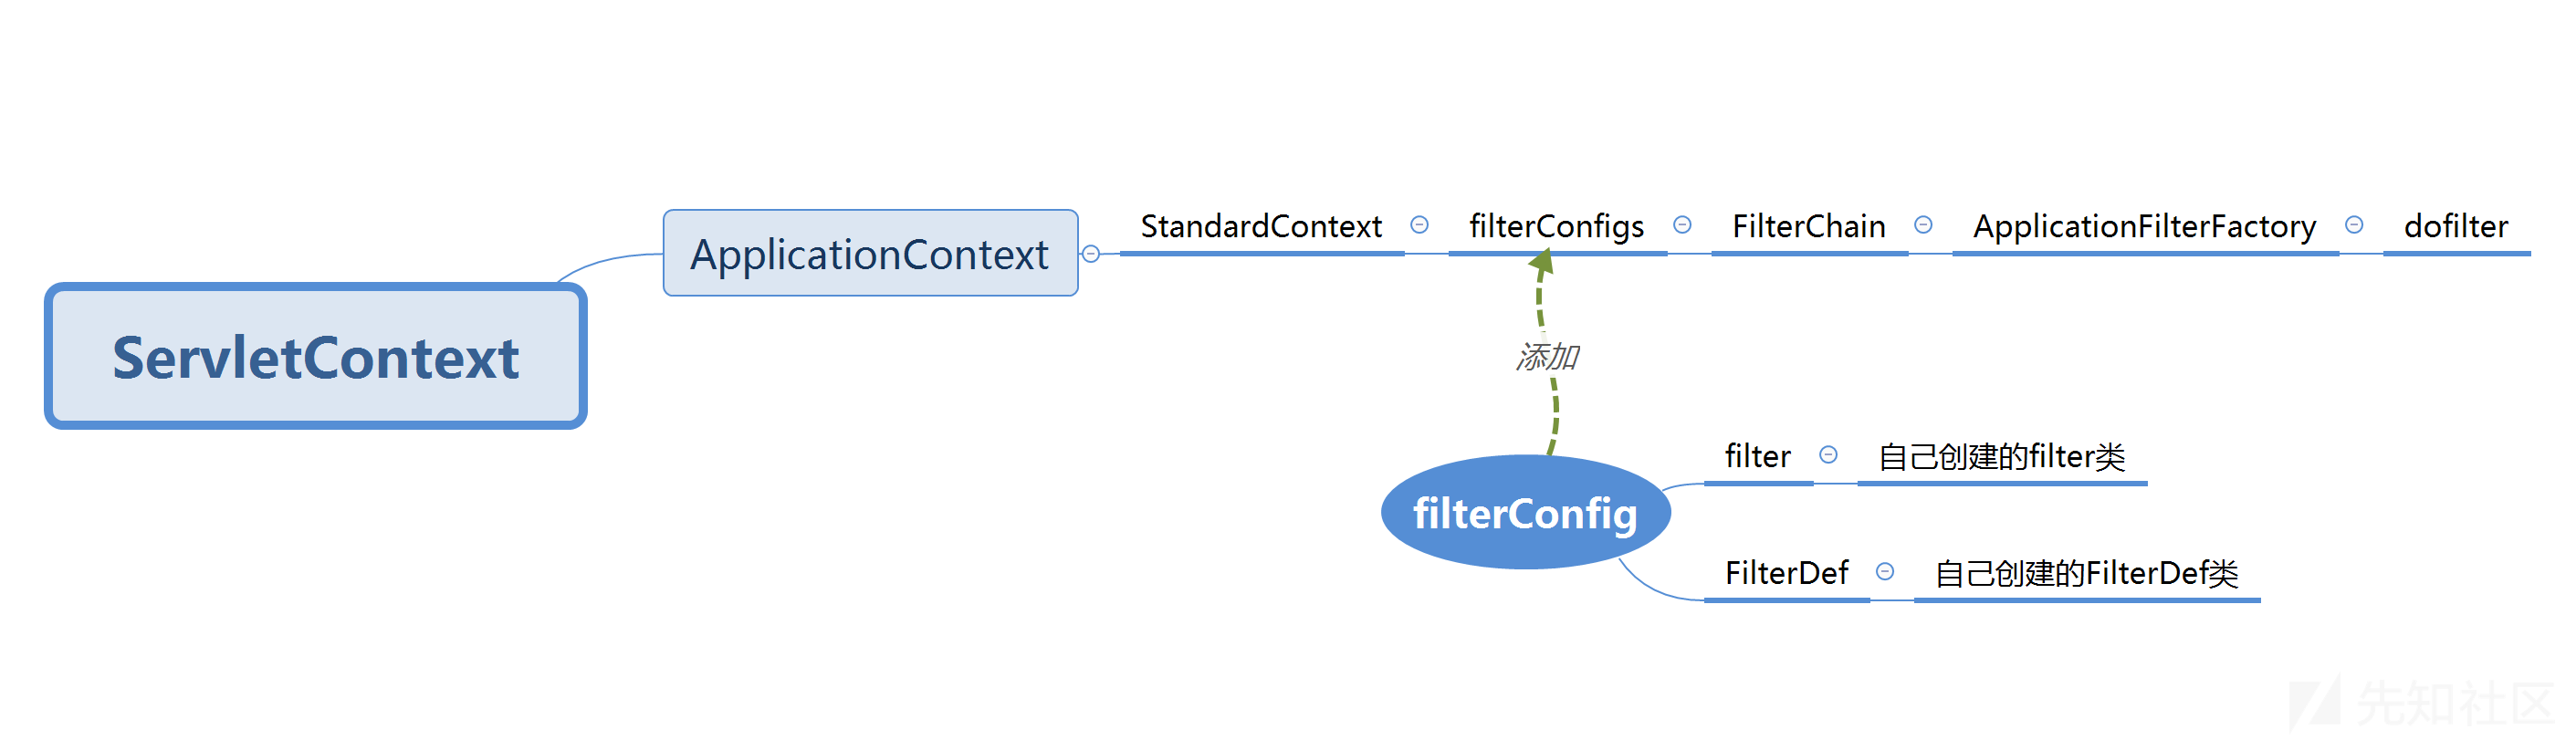 ServletContext
ApplicationContext
StandardContext
filterConfigs
FilterChain
ApplicationFilterFactory
dofilter
添加
filterConfig
filter
自己创建的filter类
FilterDef
自己创建的FilterDef类
先知社区